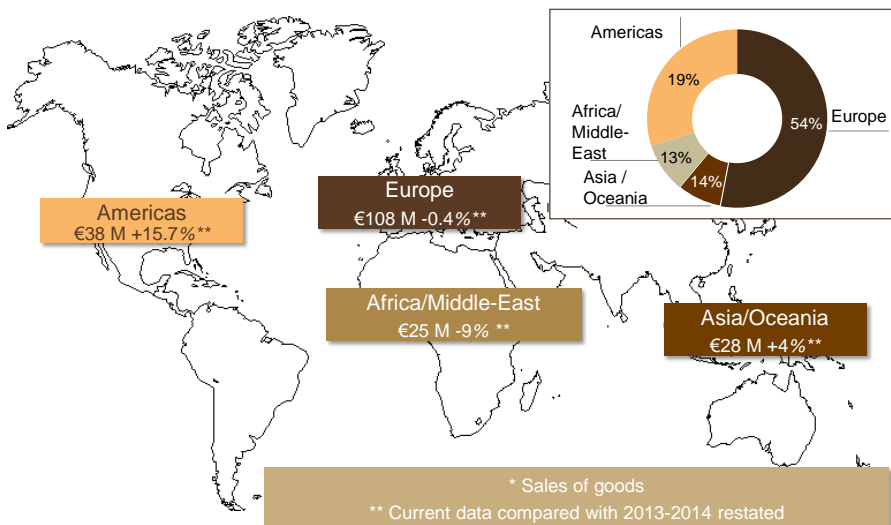 Americas
19%
Africa/
Middle-
East
13%
Asia /
Oceania
14%
54%
Europe
Europe
€108 M -0.4%**
Americas
€38 M +15.7%**
Africa/Middle-East
€25 M -9% **
Asia/Oceania
€28 M +4%**
* Sales of goods
** Current data compared with 2013-2014 restated